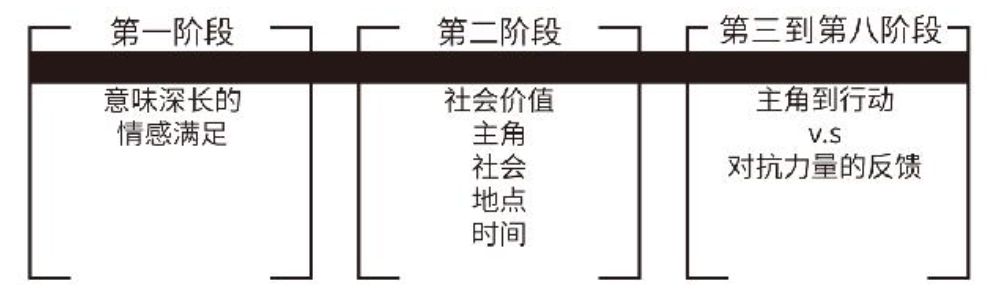 第一阶段
意味深长的
情感满足
第二阶段
社会价值
主角
社会
地点
时间
第三到第八阶段
主角到行动
v.s
对抗力量的反馈